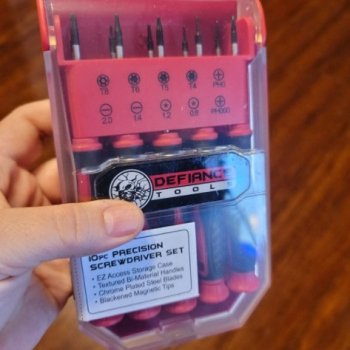 T8 T6 T5 T4 PH0
2.0 1.4 1.2 0.8 PH000
DEFIANCE
TOOLS
10PC PRECISION
SCREWDRIVER SET
• EZ Access Storage Case
• Textured Bi-Material Handles
• Chrome Plated Steel Blades
• Blackened Magnetic Tips